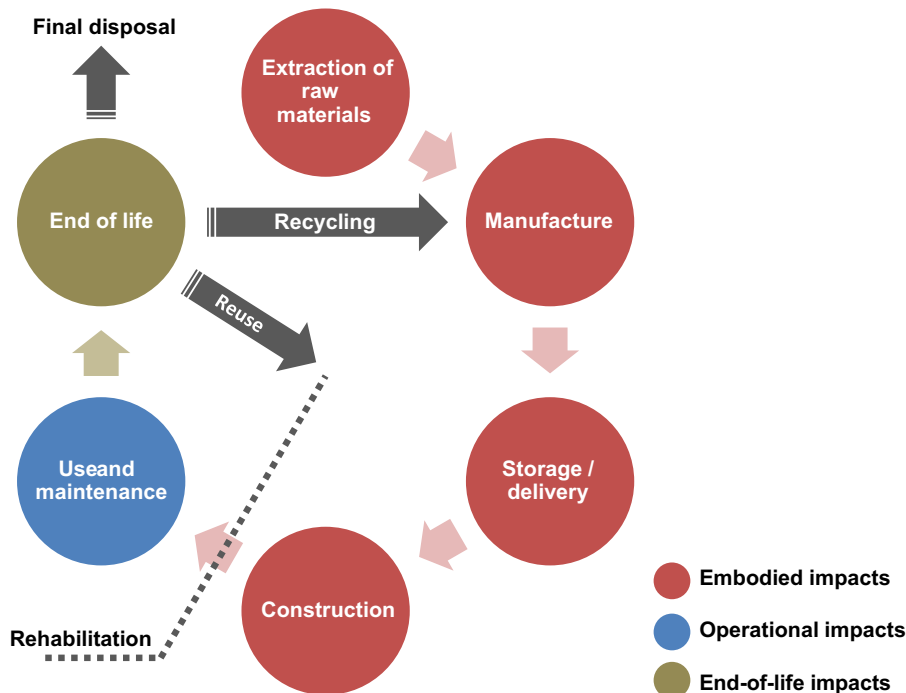 Final disposal
Extraction of
raw
materials
End of life
Recycling
Manufacture
Reuse
Useand
maintenance
Storage /
delivery
Construction
Rehabilitation
Embodied impacts
Operational impacts
End-of-life impacts